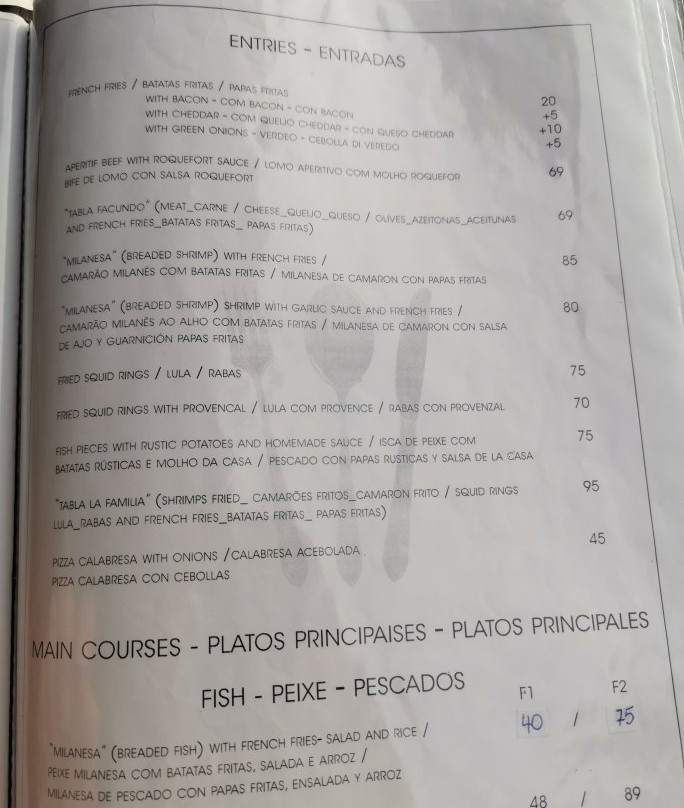 ENTRIES - ENTRADAS
FRENCH FRIES / BATATAS FRITAS / PAPAS FRITAS 20
WITH BACON - COM BACON - CON BACON +5
WITH CHEDDAR - COM QUEIJO CHEDDAR - CON QUESO CHEDDAR +10
WITH GREEN ONIONS - VERDEO - CEBOLLA DI VEREDO +5
APERITIF BEEF WITH ROQUEFORT SAUCE / LOMO APERITIVO COM MOLHO ROQUEFOR 69
BIFE DE LOMO CON SALSA ROQUEFORT
"TABLA FACUNDO" (MEAT_CARNE / CHEESE_QUEIJO_QUESO / OLIVES_AZEITONAS_ACEITUNAS 69
AND FRENCH FRIES_BATATAS FRITAS_ PAPAS FRITAS)
"MILANESA" (BREADED SHRIMP) WITH FRENCH FRIES / 85
CAMARÃO MILANÊS COM BATATAS FRITAS / MILANESA DE CAMARON CON PAPAS FRITAS
"MILANESA" (BREADED SHRIMP) SHRIMP WITH GARLIC SAUCE AND FRENCH FRIES / 80
CAMARÃO MILANÊS AO ALHO COM BATATAS FRITAS / MILANESA DE CAMARON CON SALSA
DE AJO Y GUARNICIÓN PAPAS FRITAS
FRIED SQUID RINGS / LULA / RABAS 75
FRIED SQUID RINGS WITH PROVENCAL / LULA COM PROVENCE / RABAS CON PROVENZAL 70
FISH PIECES WITH RUSTIC POTATOES AND HOMEMADE SAUCE / ISCA DE PEIXE COM 75
BATATAS RÚSTICAS E MOLHO DA CASA / PESCADO CON PAPAS RUSTICAS Y SALSA DE LA CASA
"TABLA LA FAMILIA" (SHRIMPS FRIED_ CAMARÕES FRITOS_CAMARON FRITO / SQUID RINGS 95
LULA_RABAS AND FRENCH FRIES_BATATAS FRITAS_ PAPAS FRITAS)
PIZZA CALABRESA WITH ONIONS /CALABRESA ACEBOLADA 45
PIZZA CALABRESA CON CEBOLLAS
MAIN COURSES - PLATOS PRINCIPAISES - PLATOS PRINCIPALES
FISH - PEIXE - PESCADOS F1 F2
"MILANESA" (BREADED FISH) WITH FRENCH FRIES- SALAD AND RICE / 40 / 75
PEIXE MILANESA COM BATATAS FRITAS, SALADA E ARROZ /
MILANESA DE PESCADO CON PAPAS FRITAS, ENSALADA Y ARROZ
48 / 89